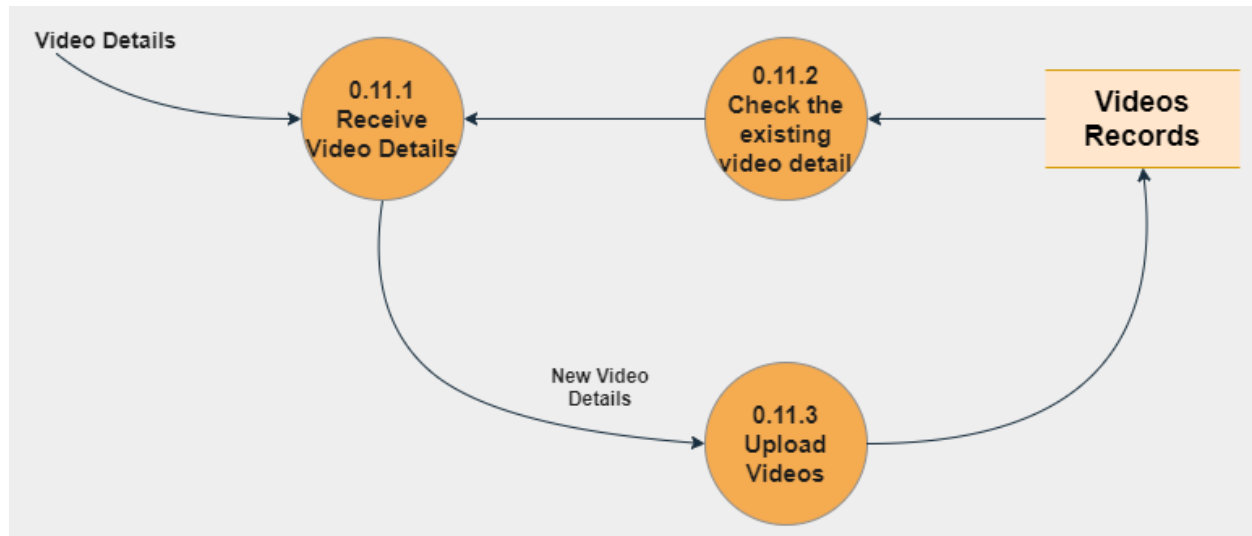 Video Details
0.11.1
Receive
Video Details
0.11.2
Check the
existing
video detail
Videos
Records
New Video
Details
0.11.3
Upload
Videos